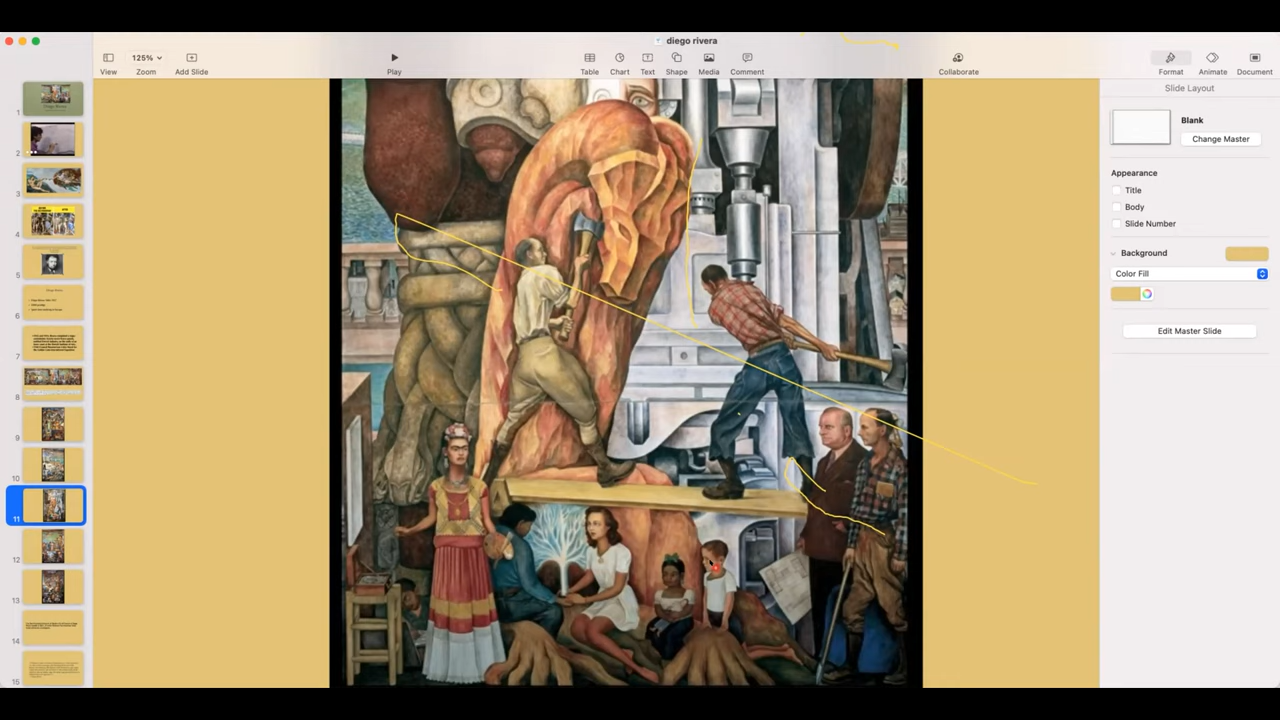 diego rivera
125%
View
Zoom
Add Slide
Play
Table
Chart
Text
Shape
Media
Comment
Collaborate
Format
Animate
Document
Slide Layout
Blank
Change Master
Appearance
Title
Body
Slide Number
Background
Color Fill
Edit Master Slide
1
2
3
4
5
6
7
8
9
10
11
12
13
14
15